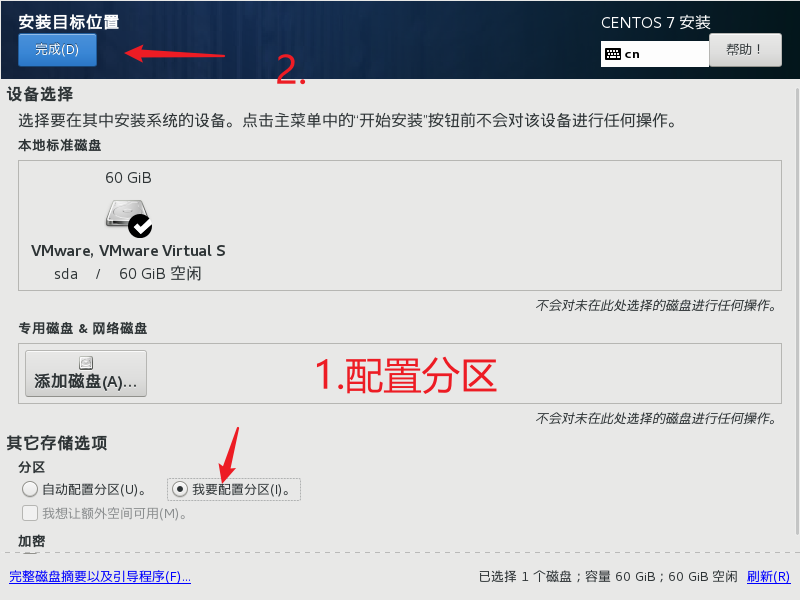 安装目标位置
CENTOS 7 安装
完成(D)
2.
cn
帮助！
设备选择
选择要在其中安装系统的设备。点击主菜单中的“开始安装”按钮前不会对该设备进行任何操作。
本地标准磁盘
60 GiB
VMware, VMware Virtual S
sda / 60 GiB 空闲
不会对未在此处选择的磁盘进行任何操作。
专用磁盘 & 网络磁盘
添加磁盘(A)...
1.配置分区
不会对未在此处选择的磁盘进行任何操作。
其它存储选项
分区
自动配置分区(U)。
我要配置分区(I)。
我想让额外空间可用(M)。
加密
完整磁盘摘要以及引导程序(F)...
已选择 1 个磁盘；容量 60 GiB；60 GiB 空闲
刷新(R)